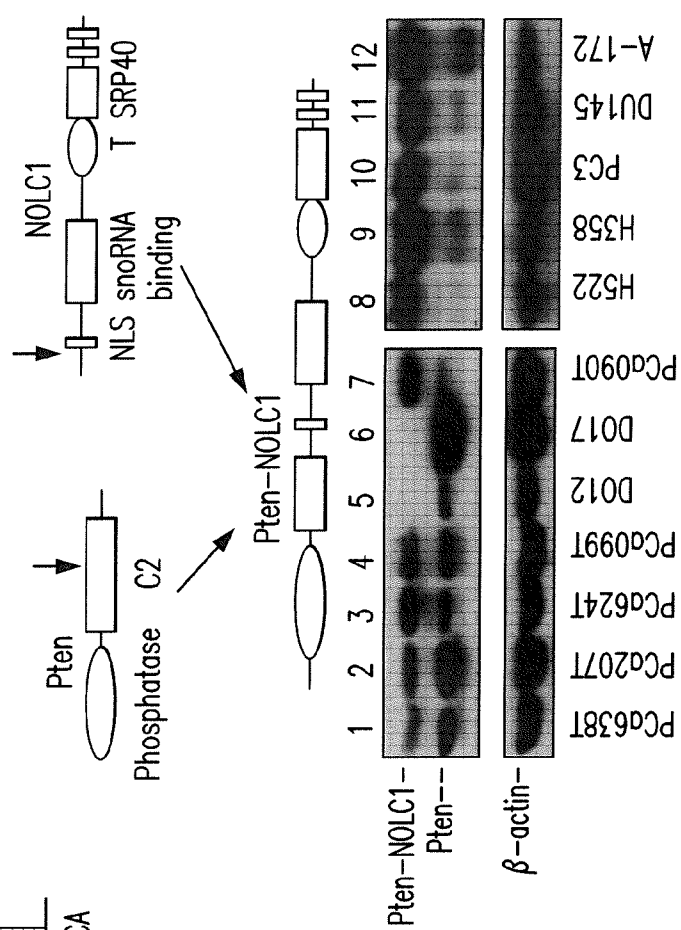 Pten
Phosphatase
C2
NOLC1
NLS
snoRNA
binding
T
SRP40
Pten-NOLC1
1 2 3 4 5 6 7 8 9 10 11 12
Pten-NOLC1-
Pten--
β-actin-
PCa638T PCa207T PCa624T PCa099T DO12 DO17 PCa090T H522 H358 PC3 DU145 A-172
CA